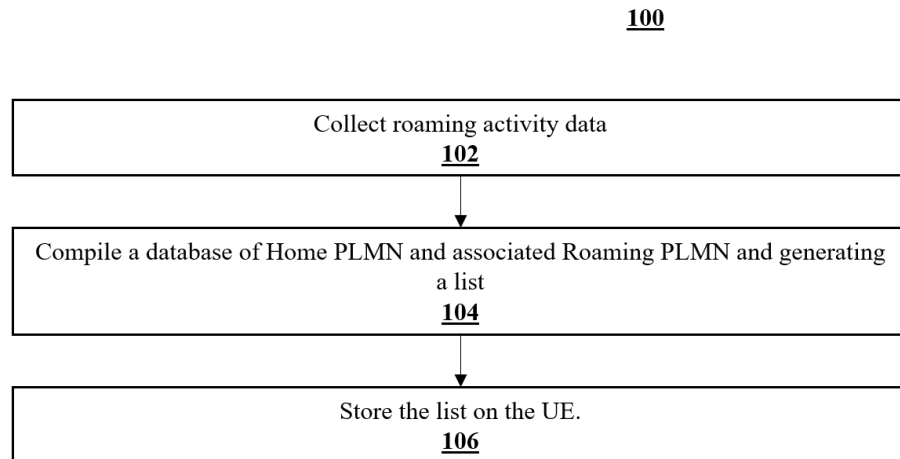 100
Collect roaming activity data
102
Compile a database of Home PLMN and associated Roaming PLMN and generating
a list
104
Store the list on the UE.
106